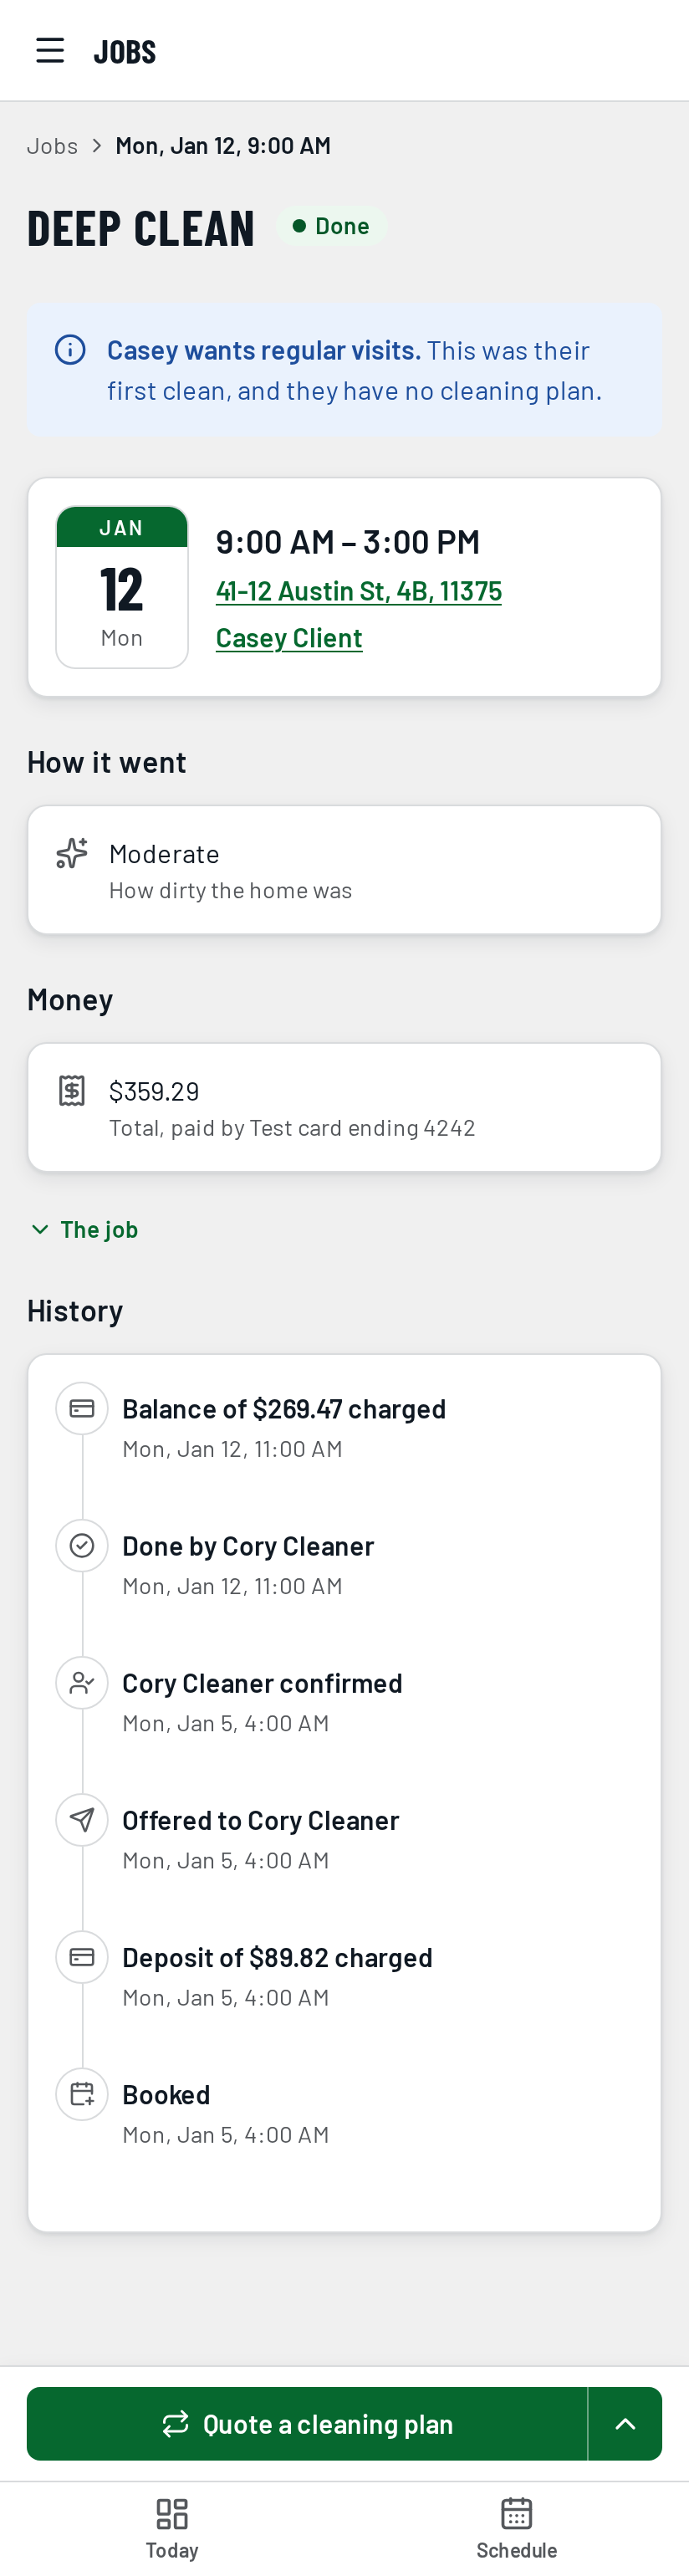 JOBS
Jobs > Mon, Jan 12, 9:00 AM
DEEP CLEAN
Done
Casey wants regular visits. This was their
first clean, and they have no cleaning plan.
JAN
12
Mon
9:00 AM – 3:00 PM
41-12 Austin St, 4B, 11375
Casey Client
How it went
Moderate
How dirty the home was
Money
$359.29
Total, paid by Test card ending 4242
The job
History
Balance of $269.47 charged
Mon, Jan 12, 11:00 AM
Done by Cory Cleaner
Mon, Jan 12, 11:00 AM
Cory Cleaner confirmed
Mon, Jan 5, 4:00 AM
Offered to Cory Cleaner
Mon, Jan 5, 4:00 AM
Deposit of $89.82 charged
Mon, Jan 5, 4:00 AM
Booked
Mon, Jan 5, 4:00 AM
Quote a cleaning plan
Today
Schedule